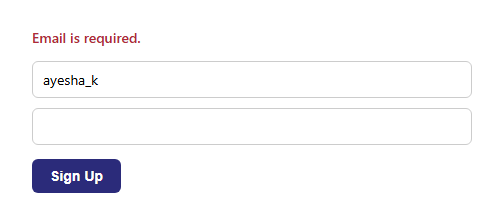 Email is required.
ayesha_k
Sign Up